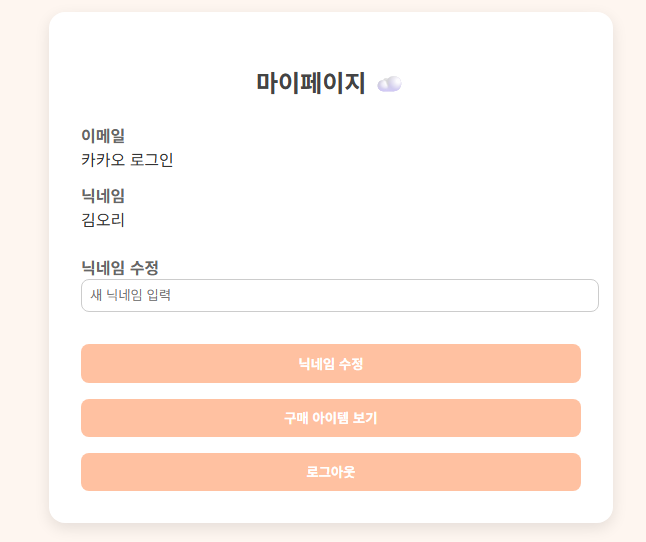 마이페이지 ☁️
이메일
카카오 로그인
닉네임
김오리
닉네임 수정
새 닉네임 입력
닉네임 수정
구매 아이템 보기
로그아웃